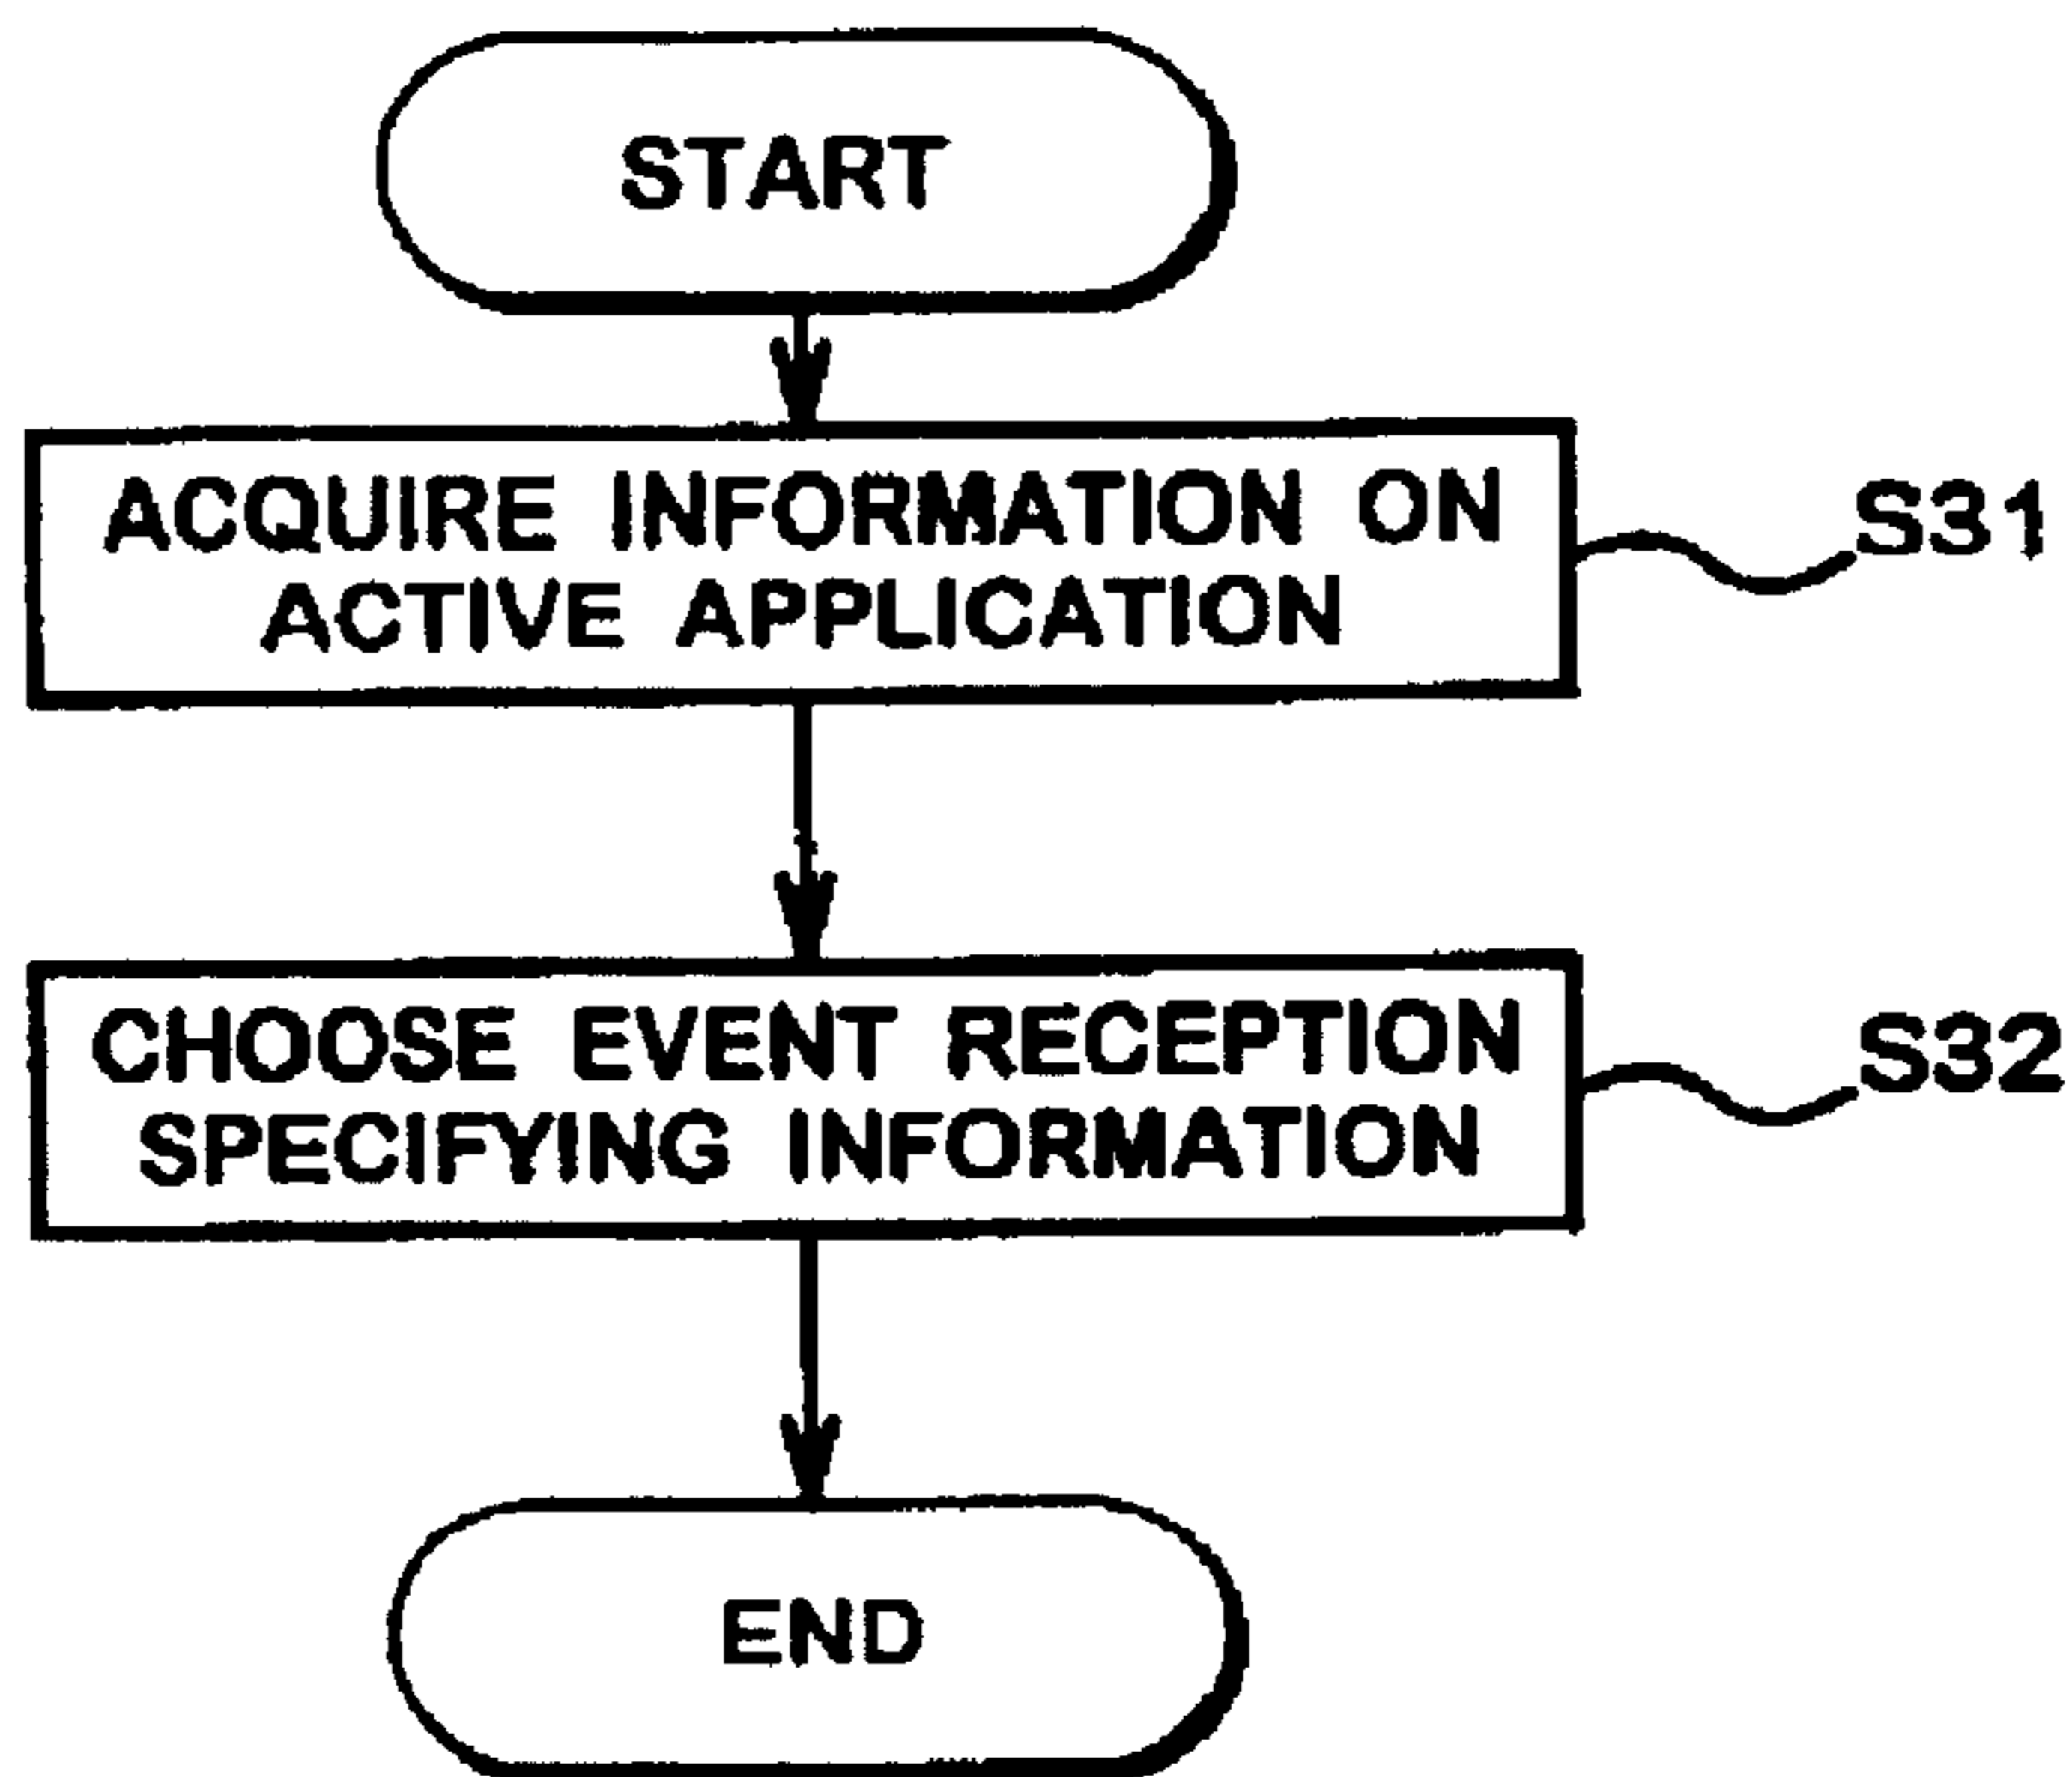 START
ACQUIRE INFORMATION ON
ACTIVE APPLICATION
S31
CHOOSE EVENT RECEPTION
SPECIFYING INFORMATION
S32
END